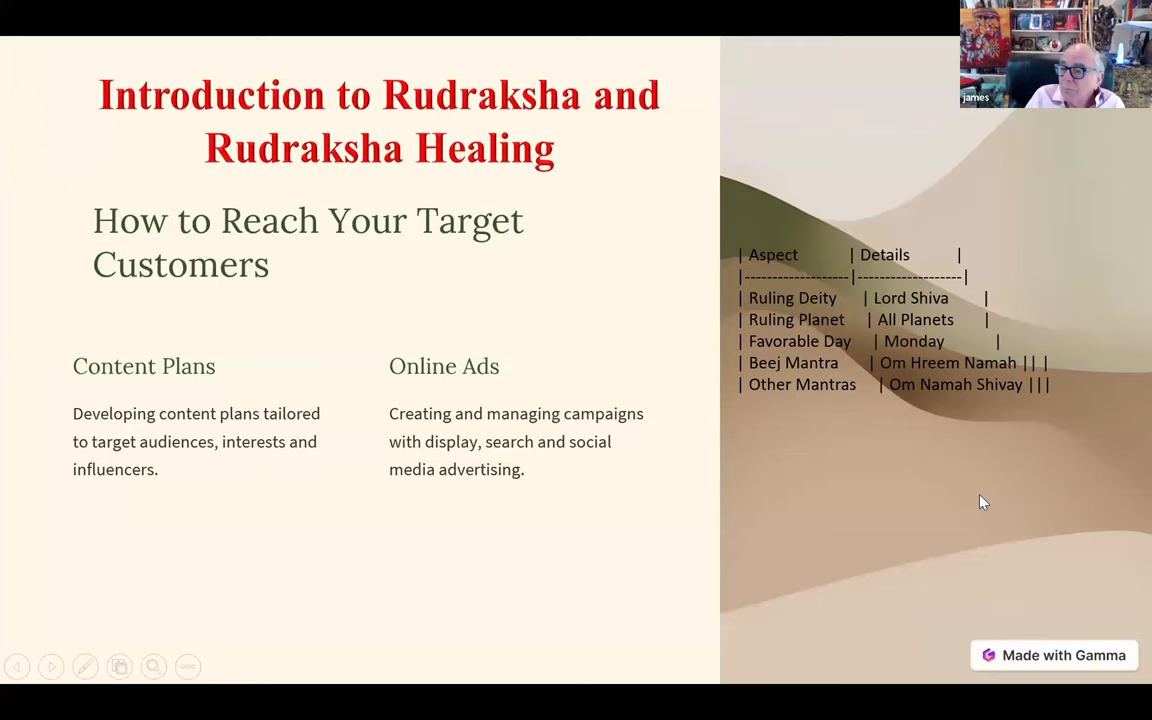 james
Introduction to Rudraksha and
Rudraksha Healing
How to Reach Your Target
Customers
Content Plans
Developing content plans tailored
to target audiences, interests and
influencers.
Online Ads
Creating and managing campaigns
with display, search and social
media advertising.
| Aspect | Details |
|-------------------|-------------------|
| Ruling Deity | Lord Shiva |
| Ruling Planet | All Planets |
| Favorable Day | Monday |
| Beej Mantra | Om Hreem Namah || |
| Other Mantras | Om Namah Shivay |||
Made with Gamma